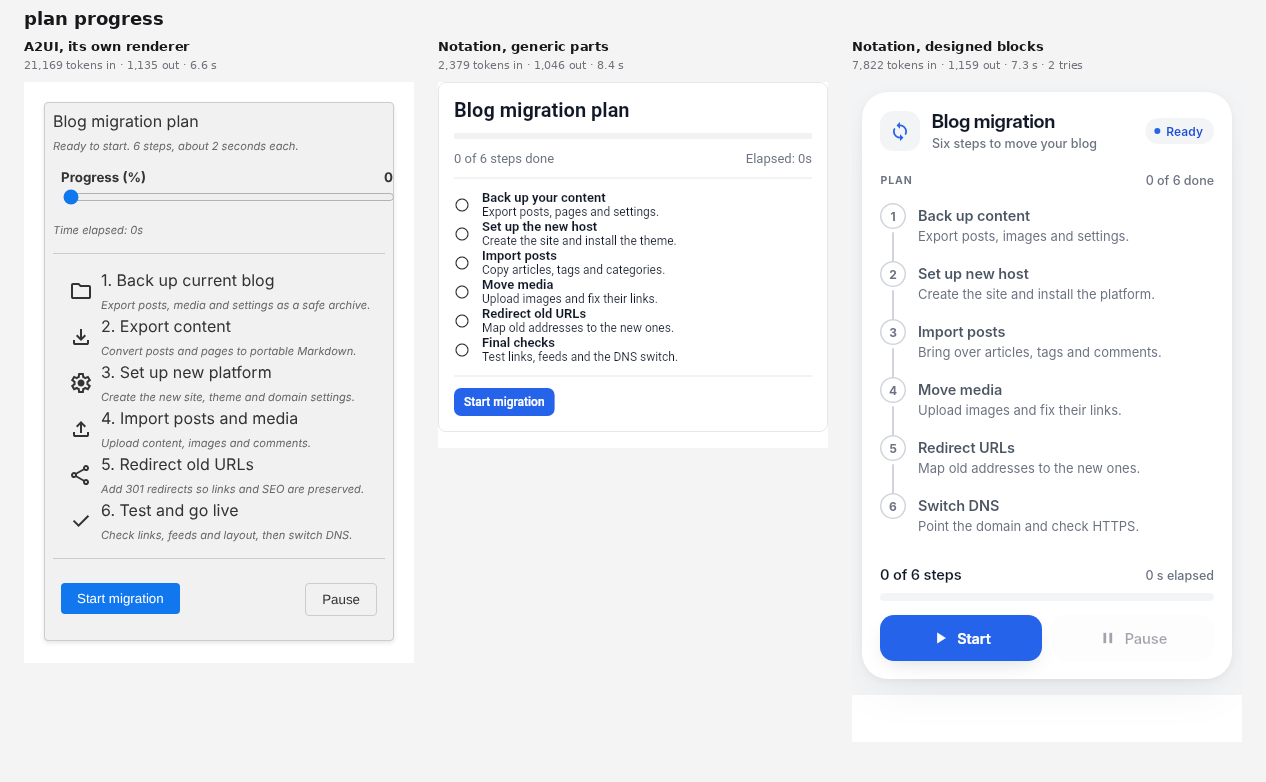 plan progress
A2UI, its own renderer
21,169 tokens in · 1,135 out · 6.6 s
Blog migration plan
Ready to start. 6 steps, about 2 seconds each.
Progress (%)
0
Time elapsed: 0s
1. Back up current blog
Export posts, media and settings as a safe archive.
2. Export content
Convert posts and pages to portable Markdown.
3. Set up new platform
Create the new site, theme and domain settings.
4. Import posts and media
Upload content, images and comments.
5. Redirect old URLs
Add 301 redirects so links and SEO are preserved.
6. Test and go live
Check links, feeds and layout, then switch DNS.
Start migration
Pause
Notation, generic parts
2,379 tokens in · 1,046 out · 8.4 s
Blog migration plan
0 of 6 steps done
Elapsed: 0s
Back up your content
Export posts, pages and settings.
Set up the new host
Create the site and install the theme.
Import posts
Copy articles, tags and categories.
Move media
Upload images and fix their links.
Redirect old URLs
Map old addresses to the new ones.
Final checks
Test links, feeds and the DNS switch.
Start migration
Notation, designed blocks
7,822 tokens in · 1,159 out · 7.3 s · 2 tries
Blog migration
Six steps to move your blog
Ready
PLAN
0 of 6 done
1
Back up content
Export posts, images and settings.
2
Set up new host
Create the site and install the platform.
3
Import posts
Bring over articles, tags and comments.
4
Move media
Upload images and fix their links.
5
Redirect URLs
Map old addresses to the new ones.
6
Switch DNS
Point the domain and check HTTPS.
0 of 6 steps
0 s elapsed
Start
Pause